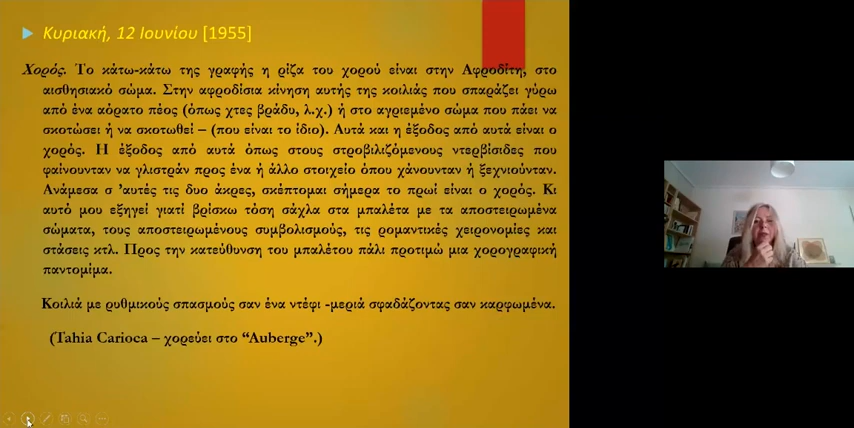 Κυριακή, 12 Ιουνίου [1955]
Χορός. Το κάτω-κάτω της γραφής η ρίζα του χορού είναι στην Αφροδίτη, στο
αισθησιακό σώμα. Στην αφροδίσια κίνηση αυτής της κοιλιάς που σπαράζει γύρω
από ένα αόρατο πέος (όπως χτες βράδυ, λ.χ.) ή στο αγριεμένο σώμα που πάει να
σκοτώσει ή να σκοτωθεί – (που είναι το ίδιο). Αυτά και η έξοδος από αυτά είναι ο
χορός. Η έξοδος από αυτά όπως στους στροβιλιζόμενους ντερβίσιδες που
φαίνουνταν να γλιστράν προς ένα ή άλλο στοιχείο όπου χάνουνταν ή ξεχνιούνταν.
Ανάμεσα σ ’αυτές τις δυο άκρες, σκέπτομαι σήμερα το πρωί είναι ο χορός. Κι
αυτό μου εξηγεί γιατί βρίσκω τόση σάχλα στα μπαλέτα με τα αποστειρωμένα
σώματα, τους αποστειρωμένους συμβολισμούς, τις ρομαντικές χειρονομίες και
στάσεις κτλ. Προς την κατεύθυνση του μπαλέτου πάλι προτιμώ μια χορογραφική
παντομίμα.
Κοιλιά με ρυθμικούς σπασμούς σαν ένα ντέφι -μεριά σφαδάζοντας σαν καρφωμένα.
(Tahia Carioca – χορεύει στο “Auberge”.)